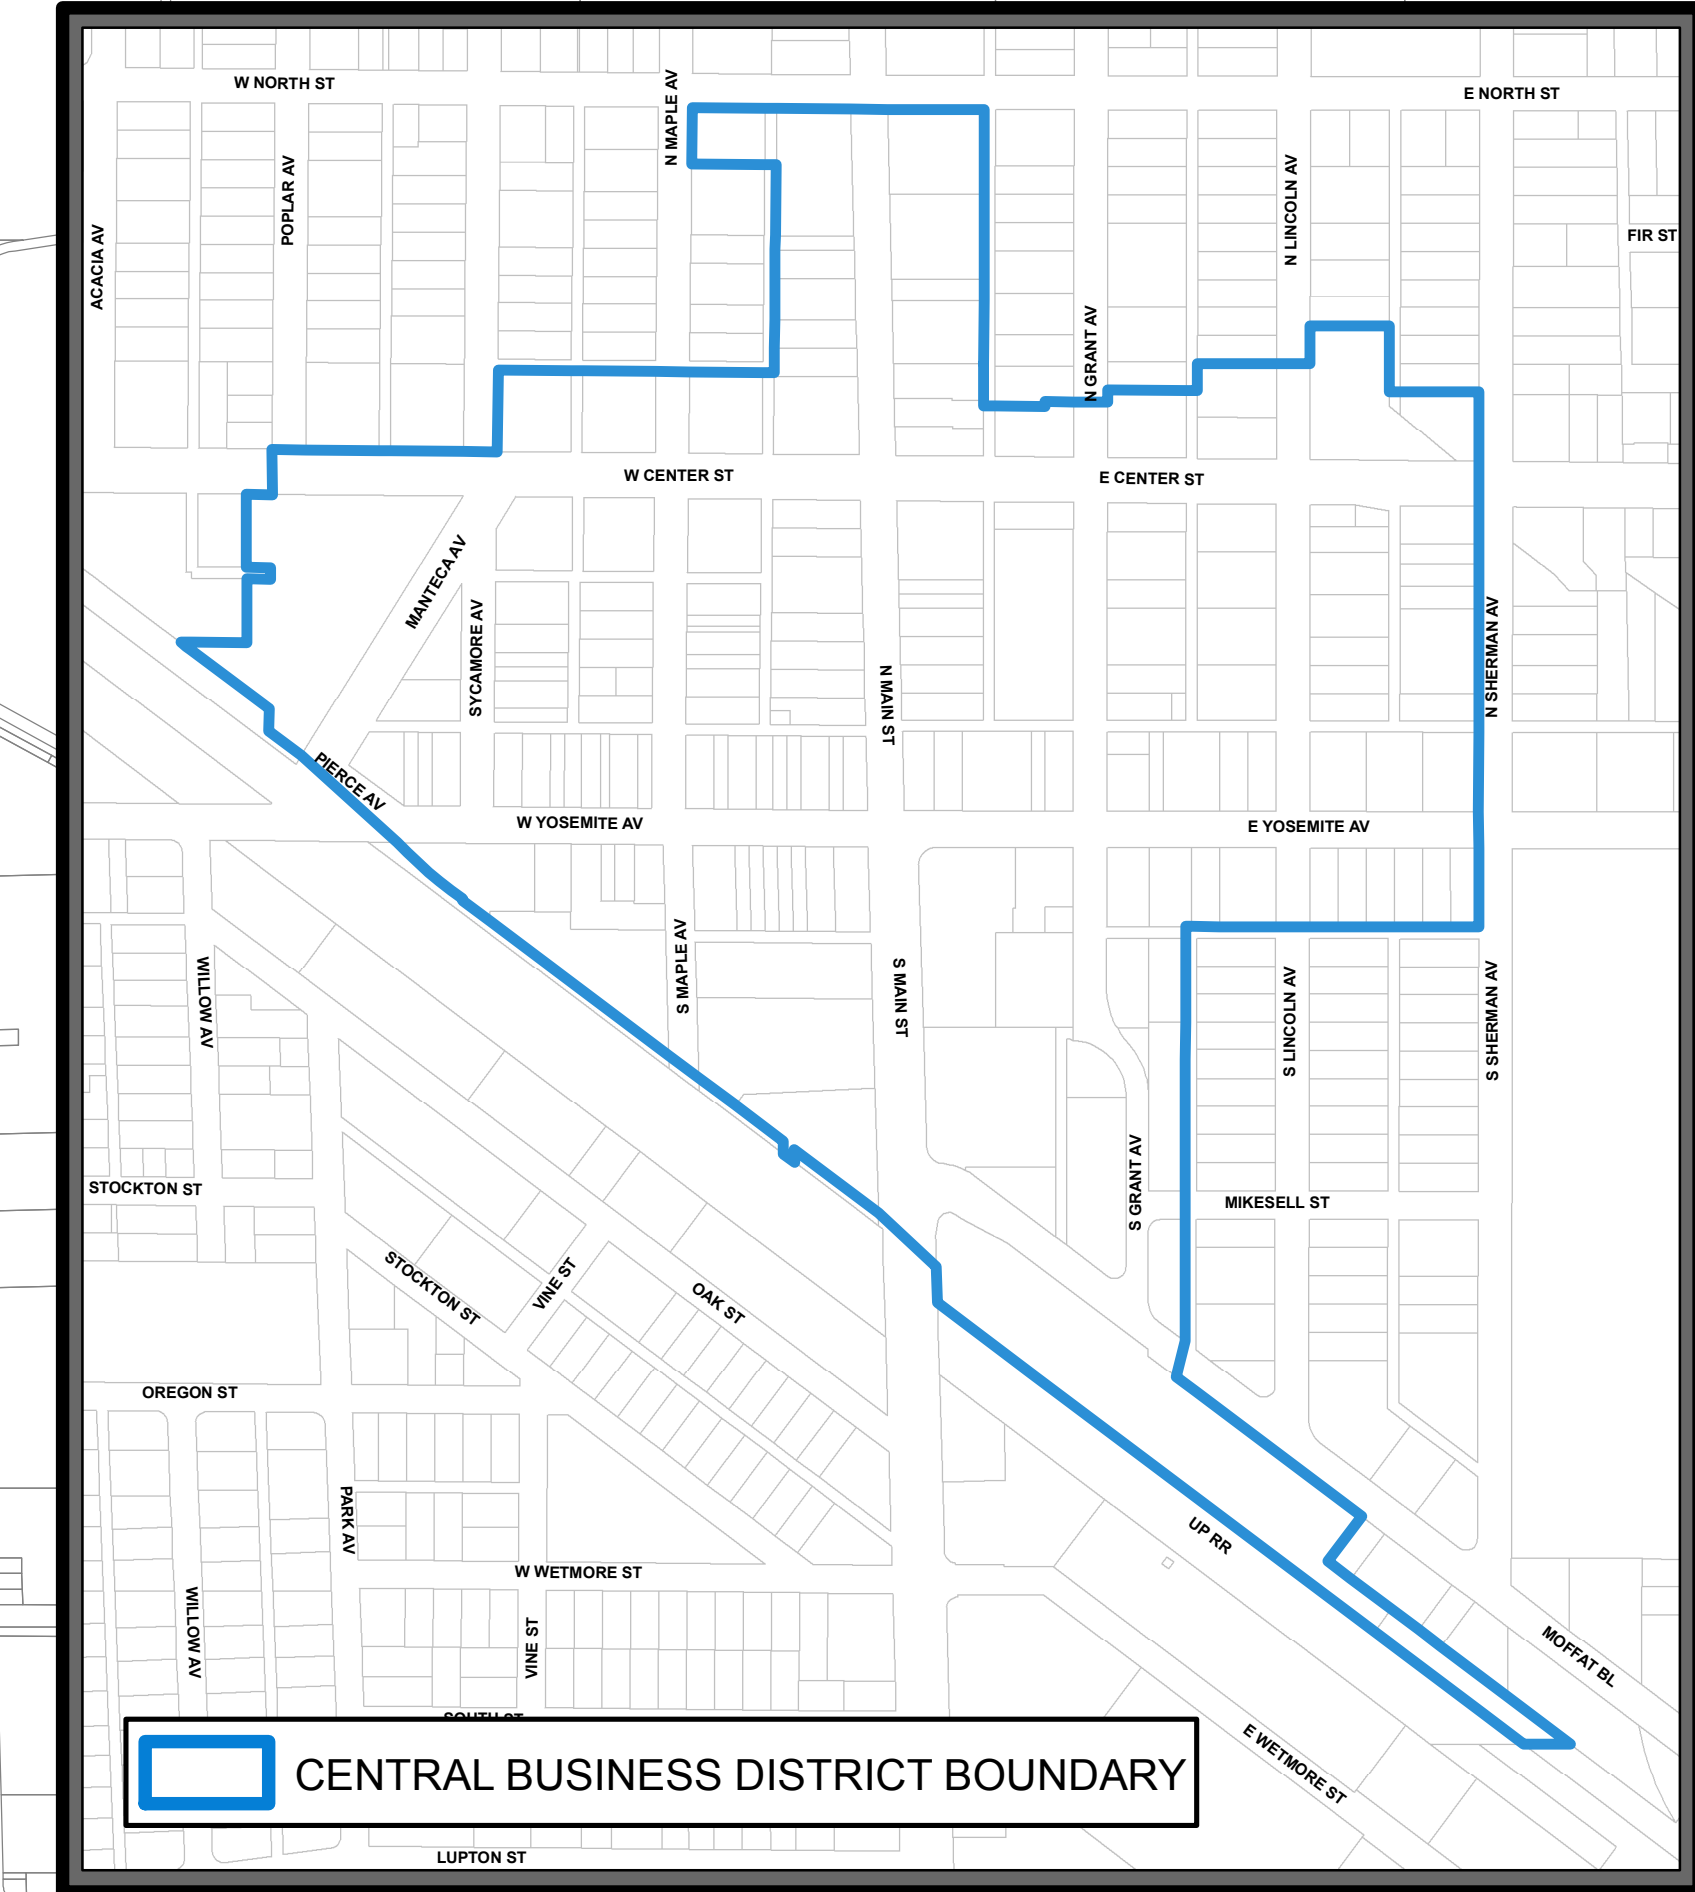 W NORTH ST
N MAPLE AV
E NORTH ST
POPLAR AV
N LINCOLN AV
ACACIA AV
FIR ST
N GRANT AV
W CENTER ST
E CENTER ST
MANTECA AV
SYCAMORE AV
N MAIN ST
N SHERMAN AV
PIERCE AV
W YOSEMITE AV
E YOSEMITE AV
WILLOW AV
S MAPLE AV
S MAIN ST
S LINCOLN AV
S SHERMAN AV
STOCKTON ST
S GRANT AV
MIKESELL ST
STOCKTON ST
VINE ST
OAK ST
OREGON ST
PARK AV
UP RR
W WETMORE ST
WILLOW AV
VINE ST
MOFFAT BL
SOUTH ST
E WETMORE ST
CENTRAL BUSINESS DISTRICT BOUNDARY
LUPTON ST